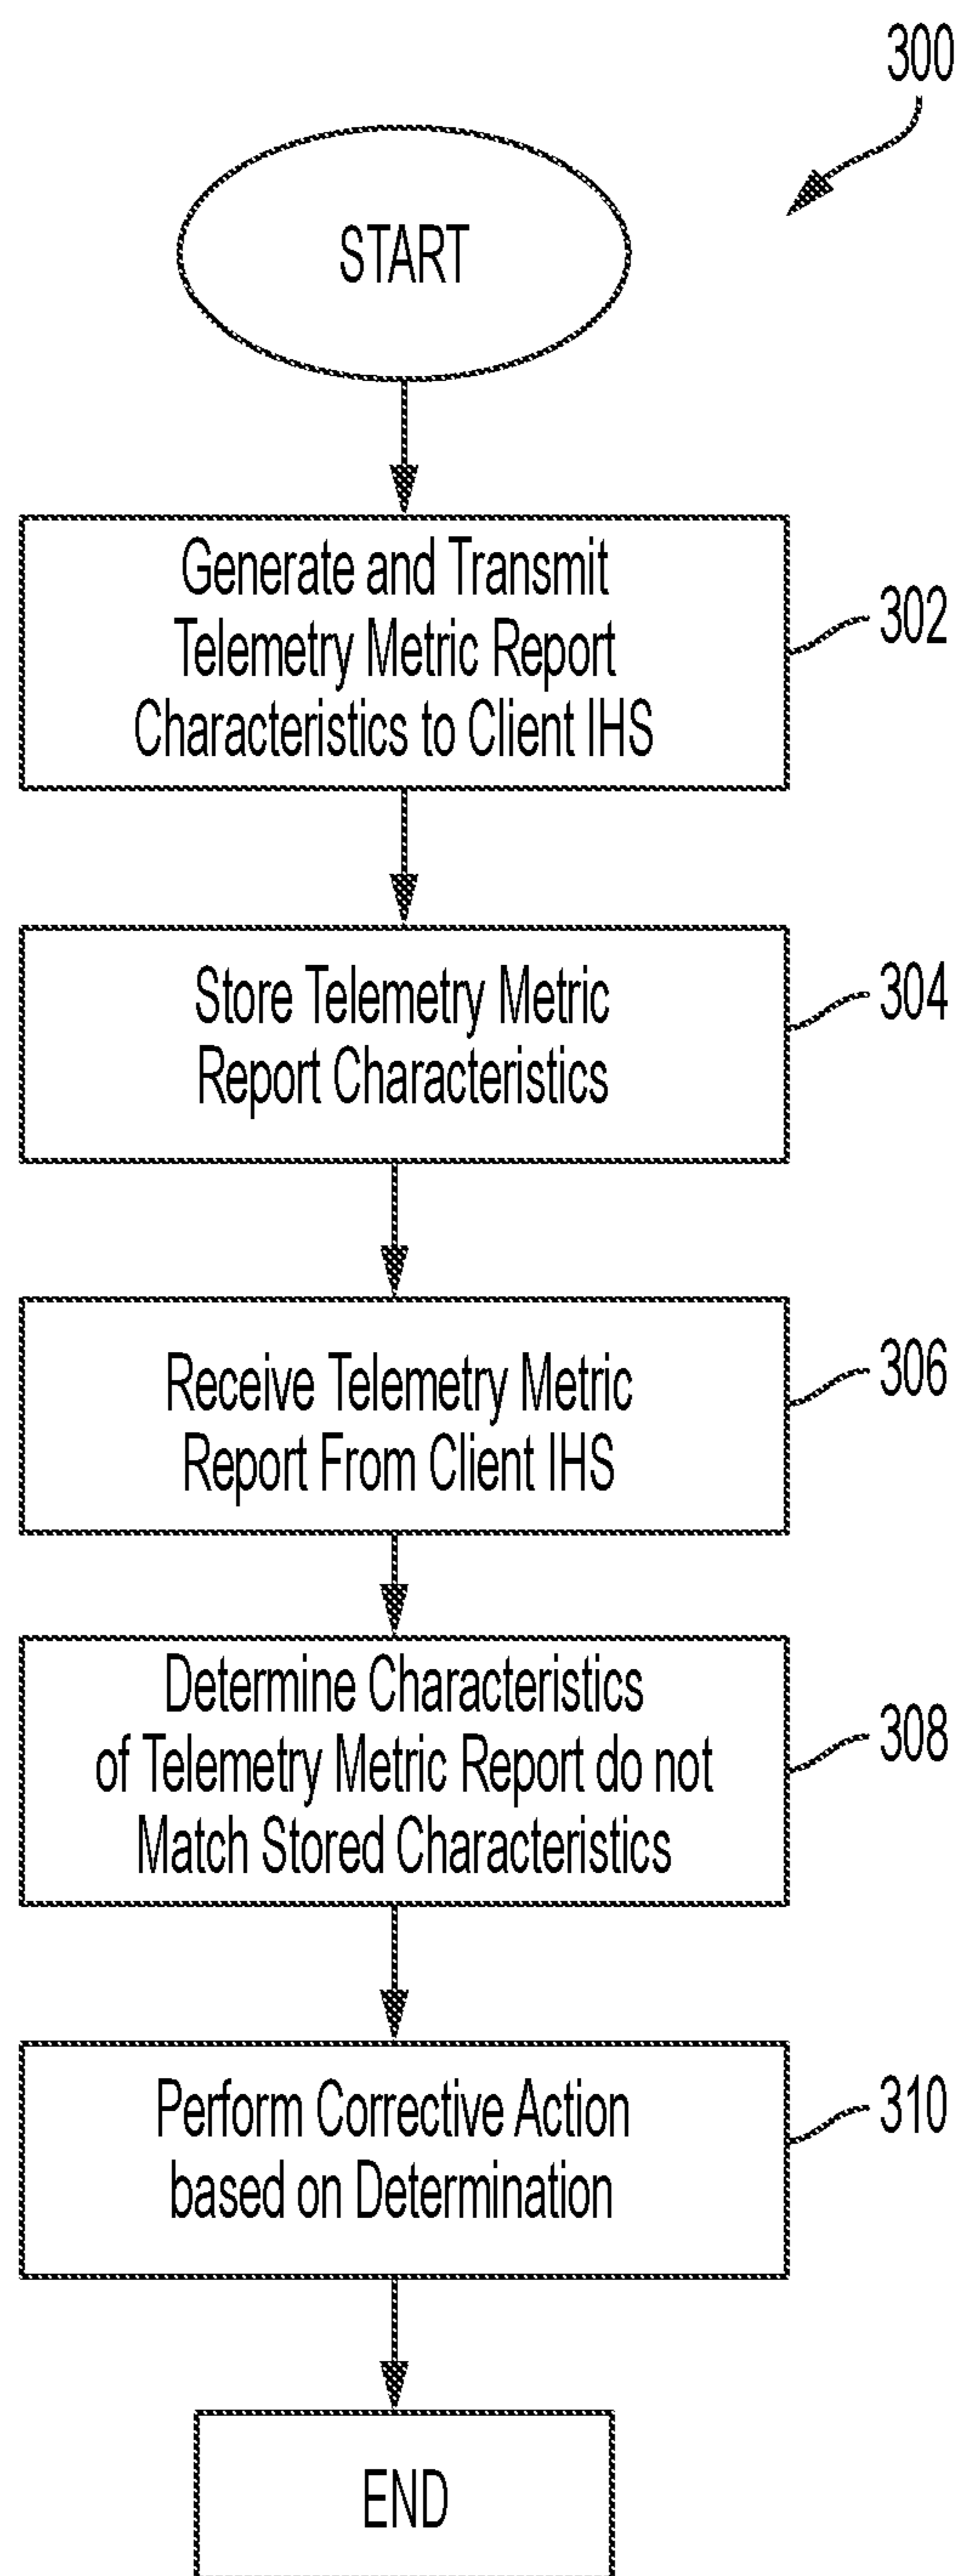 300
START
Generate and Transmit
Telemetry Metric Report
Characteristics to Client IHS
302
Store Telemetry Metric
Report Characteristics
304
Receive Telemetry Metric
Report From Client IHS
306
Determine Characteristics
of Telemetry Metric Report do not
Match Stored Characteristics
308
Perform Corrective Action
based on Determination
310
END